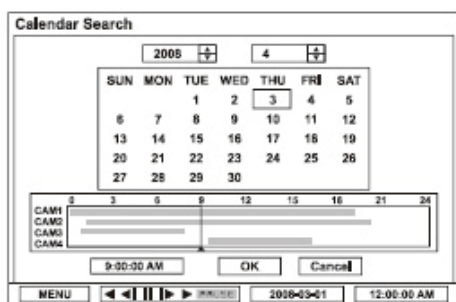 Calendar Search
2008 4
SUN MON TUE WED THU FRI SAT
1 2 3 4 5
6 7 8 9 10 11 12
13 14 15 16 17 18 19
20 21 22 23 24 25 26
27 28 29 30
0 3 6 9 12 15 18 21 24
CAM1
CAM2
CAM3
CAM4
9:00:00 AM OK Cancel
MENU PAUSE 2008-03-01 12:00:00 AM